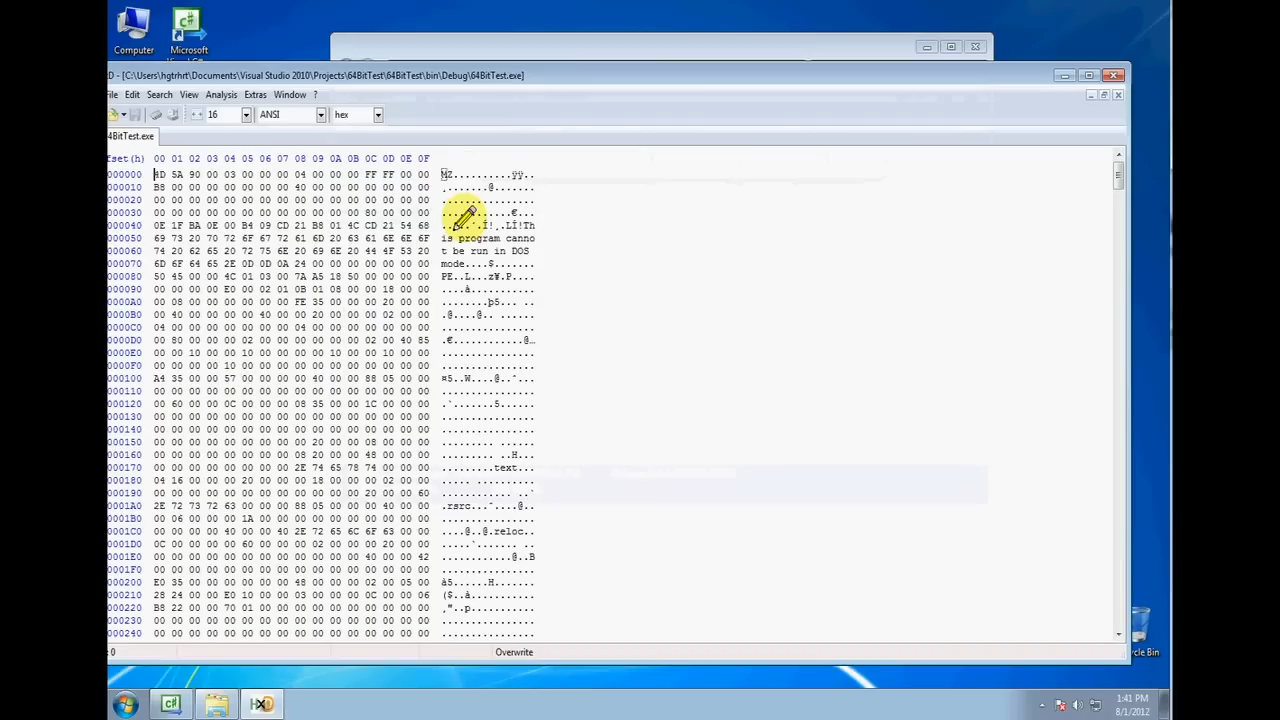 Computer
Microsoft
D - [C:\Users\hgtrhrt\Documents\Visual Studio 2010\Projects\64BitTest\64BitTest\bin\Debug\64BitTest.exe]
File Edit Search View Analysis Extras Window ?
16 ANSI hex
64BitTest.exe
fset(h) 00 01 02 03 04 05 06 07 08 09 0A 0B 0C 0D 0E 0F
000000 4D 5A 90 00 03 00 00 00 04 00 00 00 FF FF 00 00 MZ..........ÿÿ..
000010 B8 00 00 00 00 00 00 00 40 00 00 00 00 00 00 00 ¸.......@.......
000020 00 00 00 00 00 00 00 00 00 00 00 00 00 00 00 00 ................
000030 00 00 00 00 00 00 00 00 00 00 00 00 80 00 00 00 ............€...
000040 0E 1F BA 0E 00 B4 09 CD 21 B8 01 4C CD 21 54 68 Í!¸.LÍ!Th
000050 69 73 20 70 72 6F 67 72 61 6D 20 63 61 6E 6E 6F is program canno
000060 74 20 62 65 20 72 75 6E 20 69 6E 20 44 4F 53 20 t be run in DOS
000070 6D 6F 64 65 2E 0D 0D 0A 24 00 00 00 00 00 00 00 mode....$.......
000080 50 45 00 00 4C 01 03 00 7A A5 18 50 00 00 00 00 PE..L...z¥.P....
000090 00 00 00 00 E0 00 02 01 0B 01 08 00 00 18 00 00 ....à...........
0000A0 00 08 00 00 00 00 00 00 FE 35 00 00 00 20 00 00 ........þ5... ..
0000B0 00 40 00 00 00 00 40 00 00 20 00 00 00 02 00 00 .@....@.. ......
0000C0 04 00 00 00 00 00 00 00 04 00 00 00 00 00 00 00 ................
0000D0 00 80 00 00 00 02 00 00 00 00 00 00 02 00 40 85 .€............@…
0000E0 00 00 10 00 00 10 00 00 00 00 10 00 00 10 00 00 ................
0000F0 00 00 00 00 10 00 00 00 00 00 00 00 00 00 00 00 ................
000100 A4 35 00 00 57 00 00 00 00 40 00 00 88 05 00 00 ¤5..W....@..ˆ...
000110 00 00 00 00 00 00 00 00 00 00 00 00 00 00 00 00 ................
000120 00 60 00 00 0C 00 00 00 08 35 00 00 1C 00 00 00 .`.......5......
000130 00 00 00 00 00 00 00 00 00 00 00 00 00 00 00 00 ................
000140 00 00 00 00 00 00 00 00 00 00 00 00 00 00 00 00 ................
000150 00 00 00 00 00 00 00 00 00 20 00 00 08 00 00 00 ......... ......
000160 00 00 00 00 00 00 00 00 08 20 00 00 48 00 00 00 ......... ..H...
000170 00 00 00 00 00 00 00 00 2E 74 65 78 74 00 00 00 .........text...
000180 04 16 00 00 00 20 00 00 00 18 00 00 00 02 00 00 ..... ..........
000190 00 00 00 00 00 00 00 00 00 00 00 00 20 00 00 60 ............ ..`
0001A0 2E 72 73 72 63 00 00 00 88 05 00 00 00 40 00 00 .rsrc...ˆ....@..
0001B0 00 06 00 00 00 1A 00 00 00 00 00 00 00 00 00 00 ................
0001C0 00 00 00 00 40 00 00 40 2E 72 65 6C 6F 63 00 00 ....@..@.reloc..
0001D0 0C 00 00 00 00 60 00 00 00 02 00 00 00 20 00 00 .....`....... ..
0001E0 00 00 00 00 00 00 00 00 00 00 00 00 40 00 00 42 ............@..B
0001F0 00 00 00 00 00 00 00 00 00 00 00 00 00 00 00 00 ................
000200 E0 35 00 00 00 00 00 00 48 00 00 00 02 00 05 00 à5......H.......
000210 28 24 00 00 E0 10 00 00 03 00 00 00 0C 00 00 06 ($..à...........
000220 B8 22 00 00 70 01 00 00 00 00 00 00 00 00 00 00 ¸"..p...........
000230 00 00 00 00 00 00 00 00 00 00 00 00 00 00 00 00 ................
000240 00 00 00 00 00 00 00 00 00 00 00 00 00 00 00 00 ................
: 0 Overwrite
cycle Bin
1:41 PM
8/1/2012